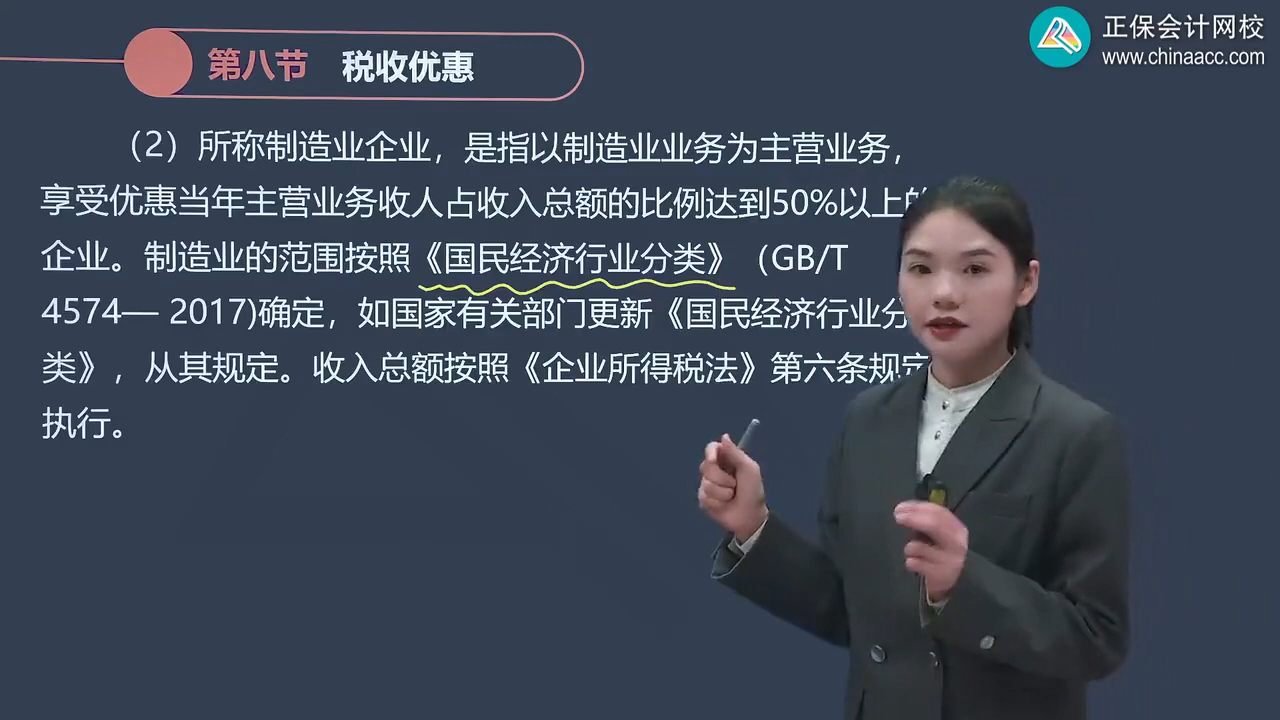 正保会计网校
www.chinaacc.com
第八节 税收优惠
（2）所称制造业企业，是指以制造业业务为主营业务，
享受优惠当年主营业务收人占收入总额的比例达到50%以上的
企业。制造业的范围按照《国民经济行业分类》（GB/T
4574— 2017)确定，如国家有关部门更新《国民经济行业分
类》，从其规定。收入总额按照《企业所得税法》第六条规定
执行。